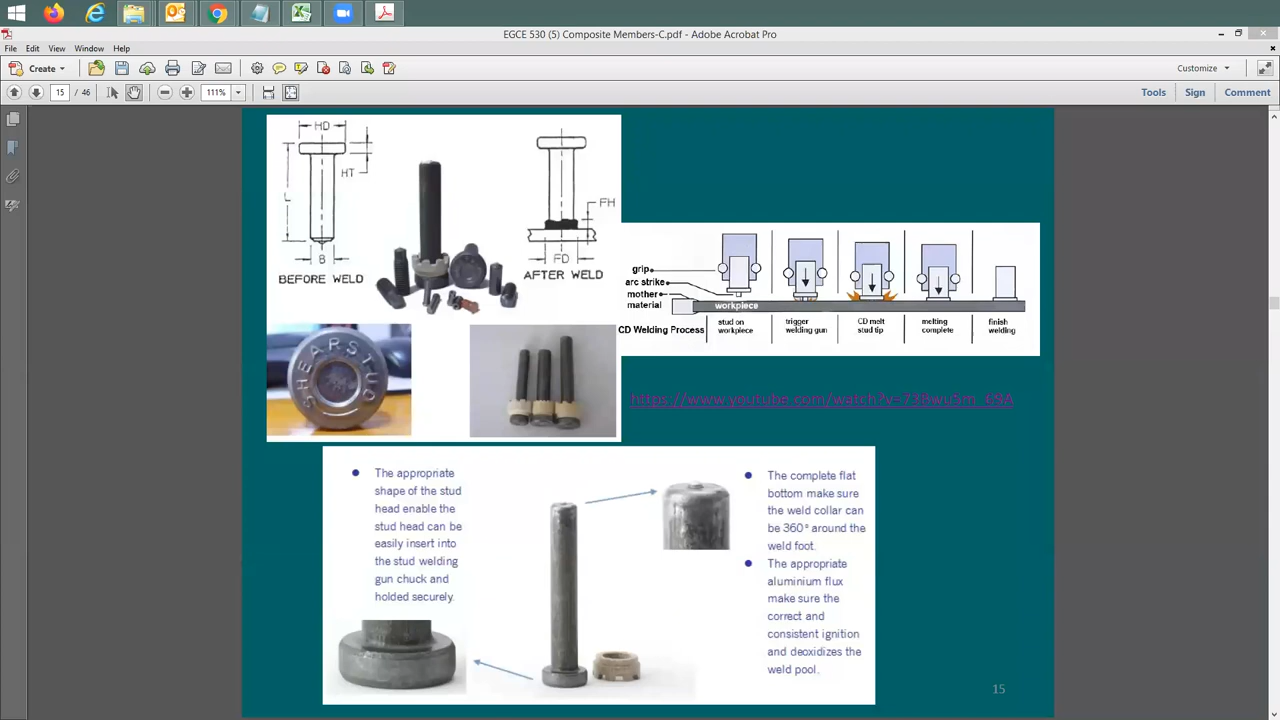 EGCE 530 (5) Composite Members-C.pdf - Adobe Acrobat Pro
File Edit View Window Help
Create
Customize
15 / 46
111%
Tools Sign Comment
HD
HT
L
B
BEFORE WELD
FH
FD
AFTER WELD
SHEARSTUD
grip
arc strike
mother
material
workpiece
CD Welding Process
stud on
workpiece
trigger
welding gun
CD melt
stud tip
melting
complete
finish
welding
The appropriate
shape of the stud
head enable the
stud head can be
easily insert into
the stud welding
gun chuck and
holded securely.
The complete flat
bottom make sure
the weld collar can
be 360° around the
weld foot.
The appropriate
aluminium flux
make sure the
correct and
consistent ignition
and deoxidizes the
weld pool.
15